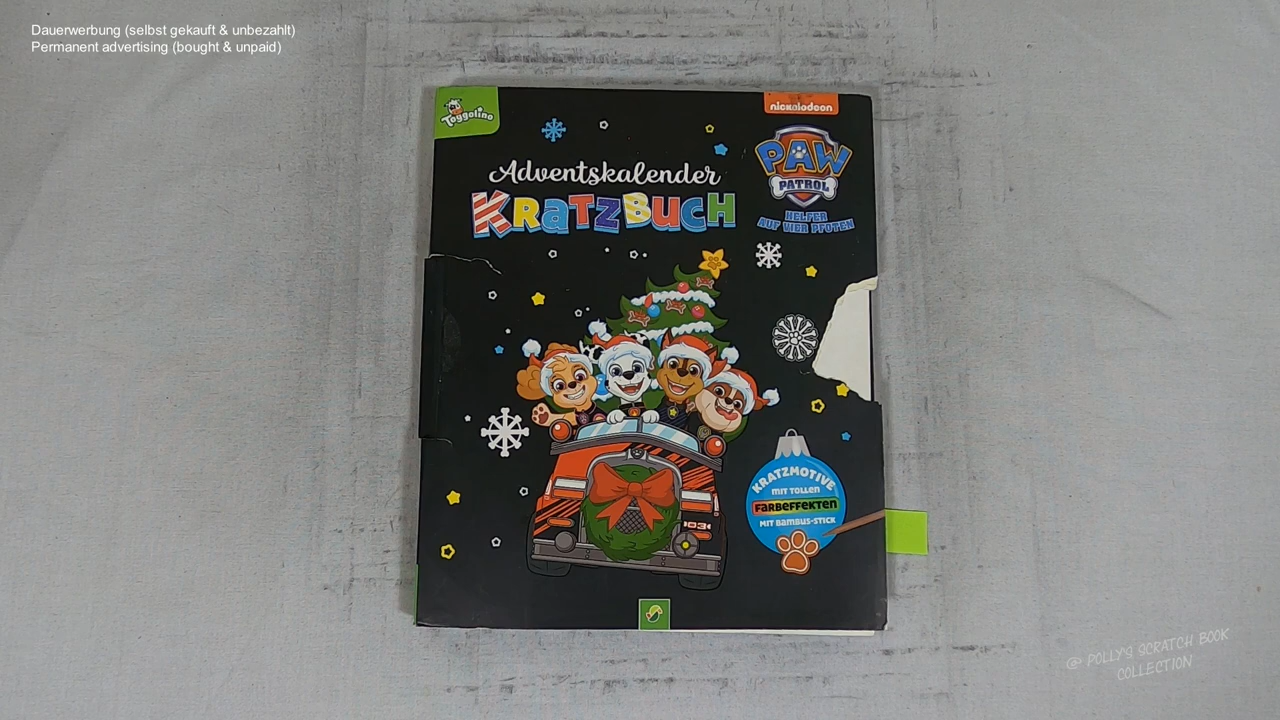 Dauerwerbung (selbst gekauft & unbezahlt)
Permanent advertising (bought & unpaid)
Toggolino
nickelodeon
PAW
PATROL
HELFER
AUF VIER PFOTEN
Adventskalender
KRatzBUCH
KRATZMOTIVE
MIT TOLLEN
FARBEFFEKTEN
MIT BAMBUS-STICK
03
@ POLLY'S SCRATCH BOOK
COLLECTION